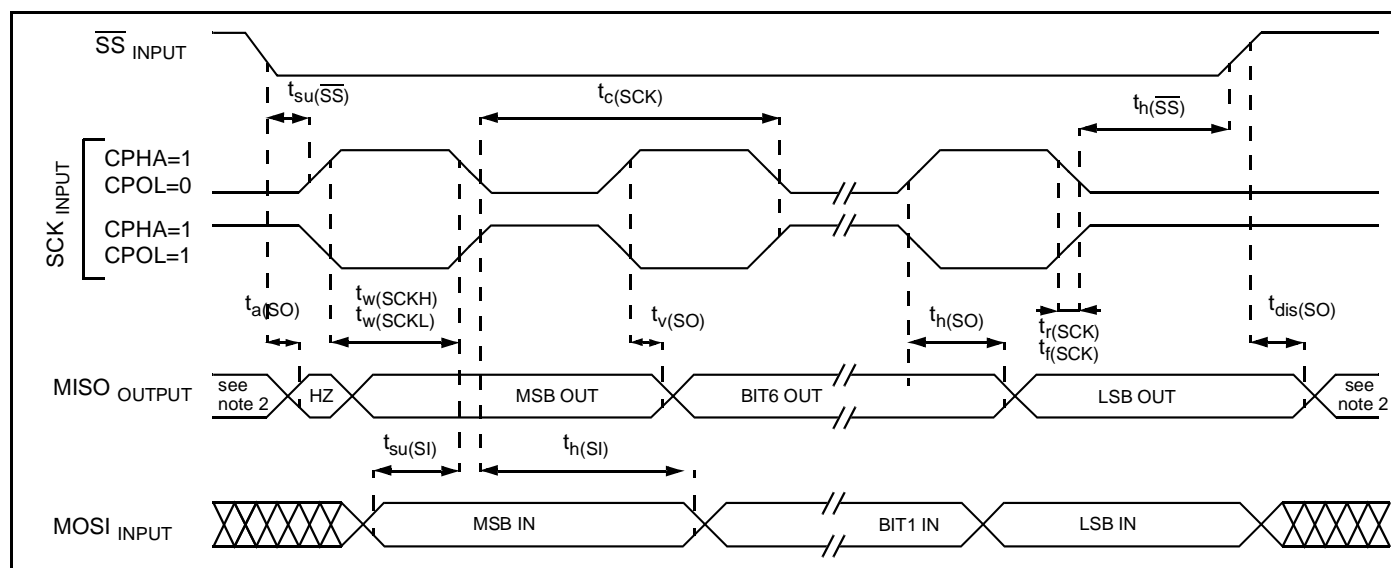 SS INPUT
tsu(SS)
tc(SCK)
th(SS)
SCK INPUT
CPHA=1
CPOL=0
CPHA=1
CPOL=1
ta(SO)
tw(SCKH)
tw(SCKL)
tv(SO)
th(SO)
tr(SCK)
tf(SCK)
tdis(SO)
MISO OUTPUT
see
note 2
HZ
MSB OUT
BIT6 OUT
LSB OUT
see
note 2
tsu(SI)
th(SI)
MOSI INPUT
MSB IN
BIT1 IN
LSB IN